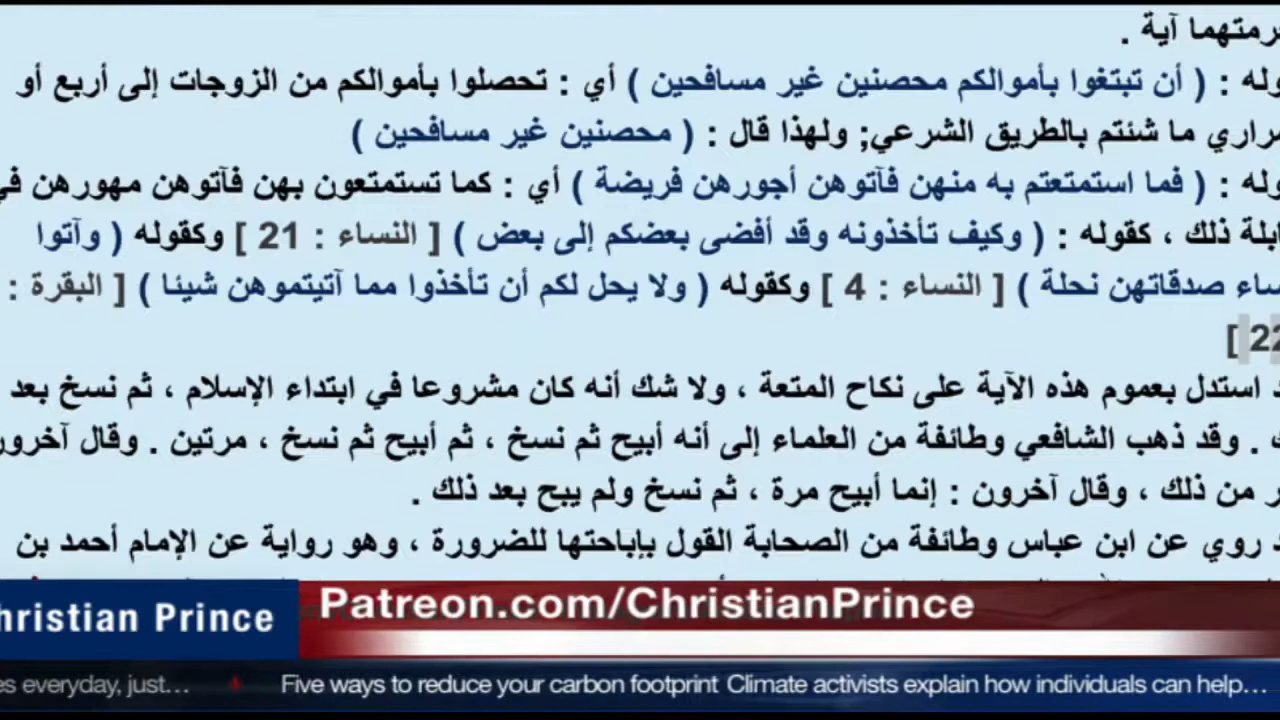 آية .
: ( أن تبتغوا بأموالكم محصنين غير مسافحين ) أي : تحصلوا بأموالكم من الزوجات إلى أربع أو
ما شئتم بالطريق الشرعي; ولهذا قال : ( محصنين غير مسافحين )
: ( فما استمتعتم به منهن فآتوهن أجورهن فريضة ) أي : كما تستمتعون بهن فآتوهن مهورهن في
ذلك ، كقوله : ( وكيف تأخذونه وقد أفضى بعضكم إلى بعض ) [ النساء : 21 ] وكقوله ( وآتوا
صدقاتهن نحلة ) [ النساء : 4 ] وكقوله ( ولا يحل لكم أن تأخذوا مما آتيتموهن شيئا ) [ البقرة :
22 ]
استدل بعموم هذه الآية على نكاح المتعة ، ولا شك أنه كان مشروعا في ابتداء الإسلام ، ثم نسخ بعد
. وقد ذهب الشافعي وطائفة من العلماء إلى أنه أبيح ثم نسخ ، ثم أبيح ثم نسخ ، مرتين . وقال آخرون
من ذلك ، وقال آخرون : إنما أبيح مرة ، ثم نسخ ولم يبح بعد ذلك .
روي عن ابن عباس وطائفة من الصحابة القول بإباحتها للضرورة ، وهو رواية عن الإمام أحمد بن
hristian Prince
Patreon.com/ChristianPrince
es everyday, just... Five ways to reduce your carbon footprint Climate activists explain how individuals can help...